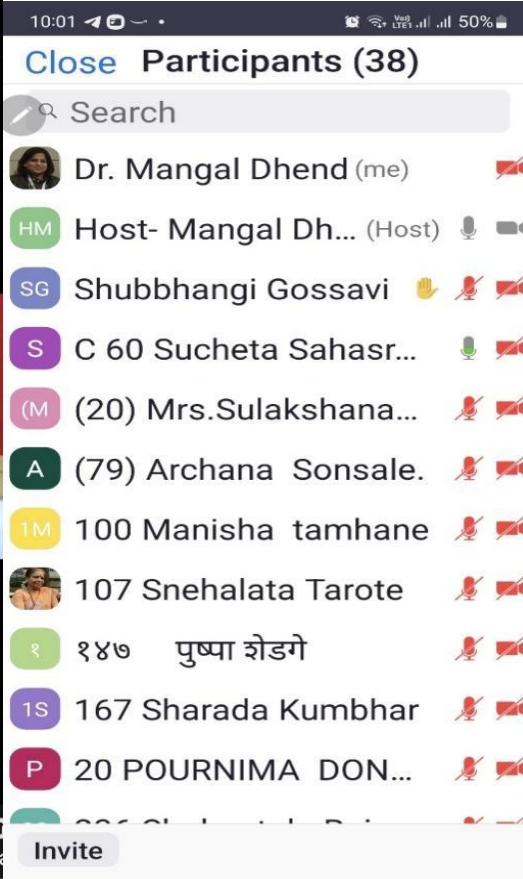 10:01 50%
Close Participants (38)
Search
Dr. Mangal Dhend (me)
HM Host- Mangal Dh... (Host)
SG Shubbhangi Gossavi
S C 60 Sucheta Sahasr...
(M (20) Mrs.Sulakshana...
A (79) Archana Sonsale.
1M 100 Manisha tamhane
107 Snehalata Tarote
१ १४७ पुष्पा शेडगे
1S 167 Sharada Kumbhar
P 20 POURNIMA DON...
Invite